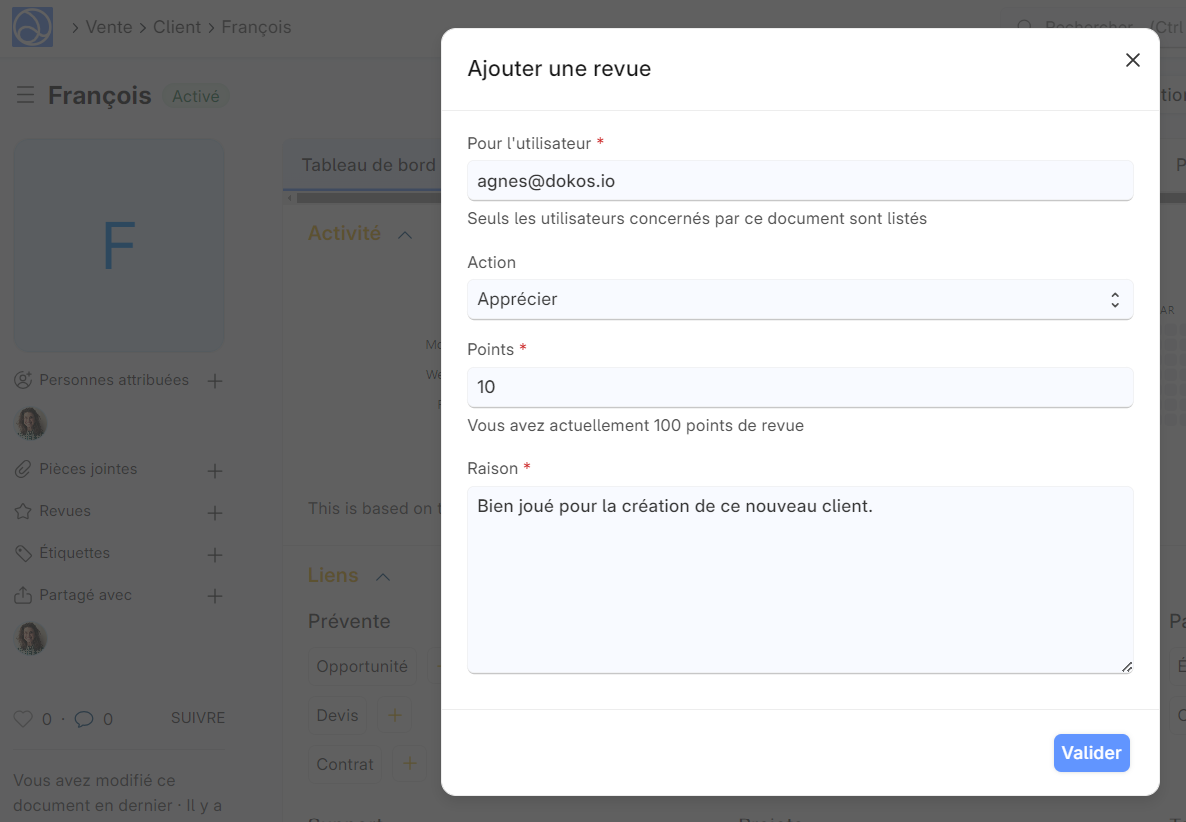 Vente > Client > François
Rechercher (Ctrl
François
Activé
Tableau de bord
F
Activité
Personnes attribuées
Pièces jointes
This is based on
Revues
Étiquettes
Liens
Partagé avec
Prévente
Opportunité
Devis
Contrat
0 · 0
SUIVRE
Vous avez modifié ce
document en dernier · Il y a
Ajouter une revue
Pour l'utilisateur *
agnes@dokos.io
Seuls les utilisateurs concernés par ce document sont listés
Action
Apprécier
Points *
10
Vous avez actuellement 100 points de revue
Raison *
Bien joué pour la création de ce nouveau client.
Valider